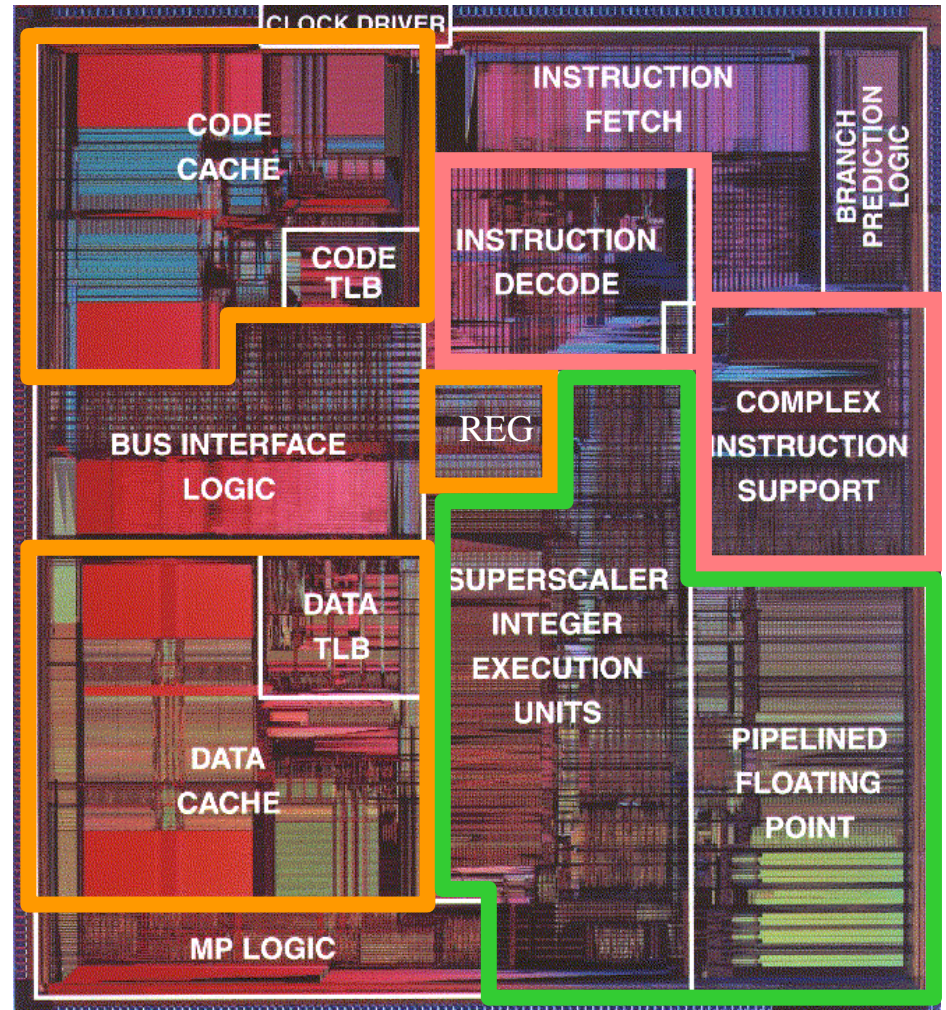 CLOCK DRIVER
CODE
CACHE
CODE
TLB
INSTRUCTION
FETCH
BRANCH
PREDICTION
LOGIC
INSTRUCTION
DECODE
COMPLEX
INSTRUCTION
SUPPORT
REG
BUS INTERFACE
LOGIC
SUPERSCALER
INTEGER
EXECUTION
UNITS
DATA
TLB
DATA
CACHE
PIPELINED
FLOATING
POINT
MP LOGIC